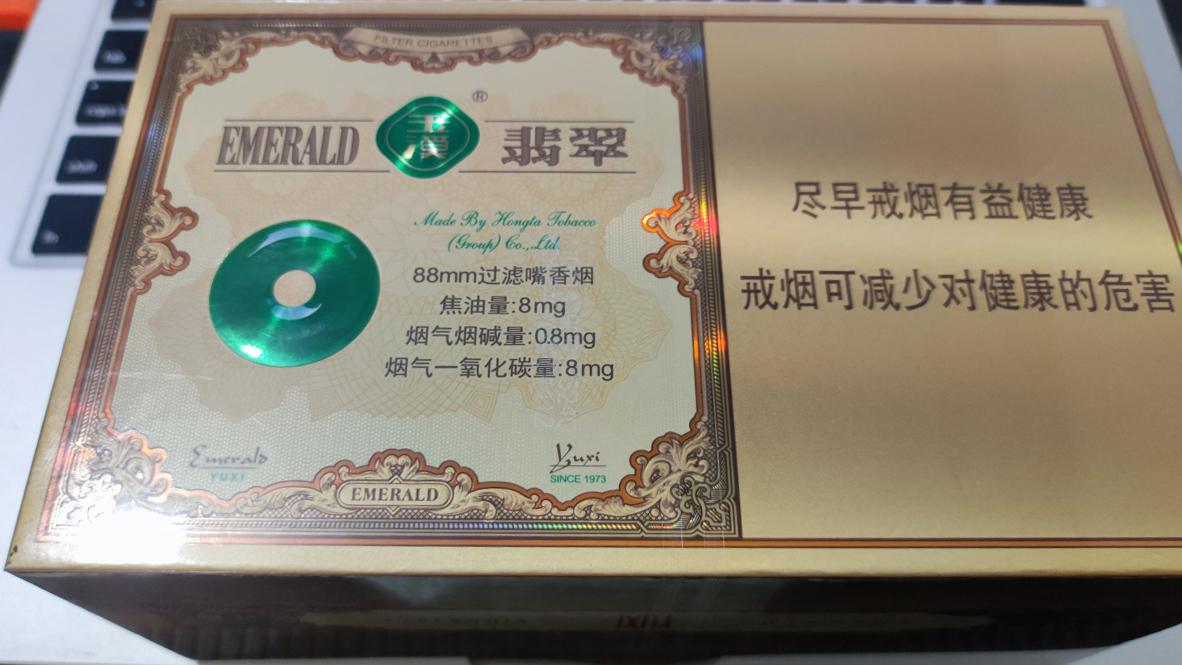 FILTER CIGARETTES
EMERALD 玉溪® 翡翠
Made By Hongta Tobacco
(Group) Co., Ltd.
88mm过滤嘴香烟
焦油量:8mg
烟气烟碱量:0.8mg
烟气一氧化碳量:8mg
Emerald
YUXI
Yuxi
SINCE 1973
EMERALD
尽早戒烟有益健康
戒烟可减少对健康的危害